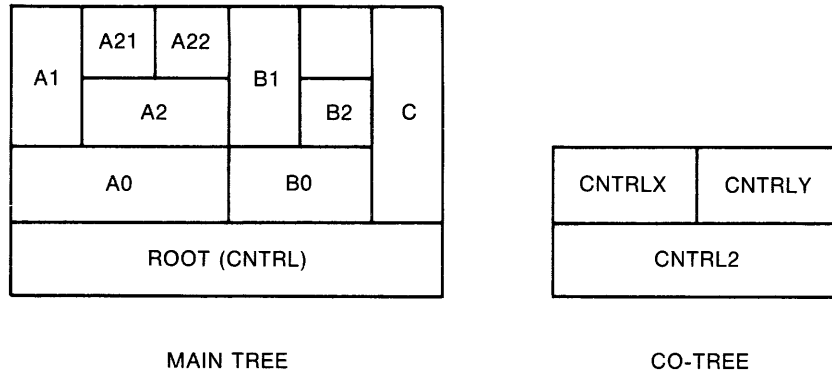 A21 A22
A1 B1
A2 B2 C
A0 B0
CNTRLX CNTRLY
ROOT (CNTRL) CNTRL2
MAIN TREE CO-TREE